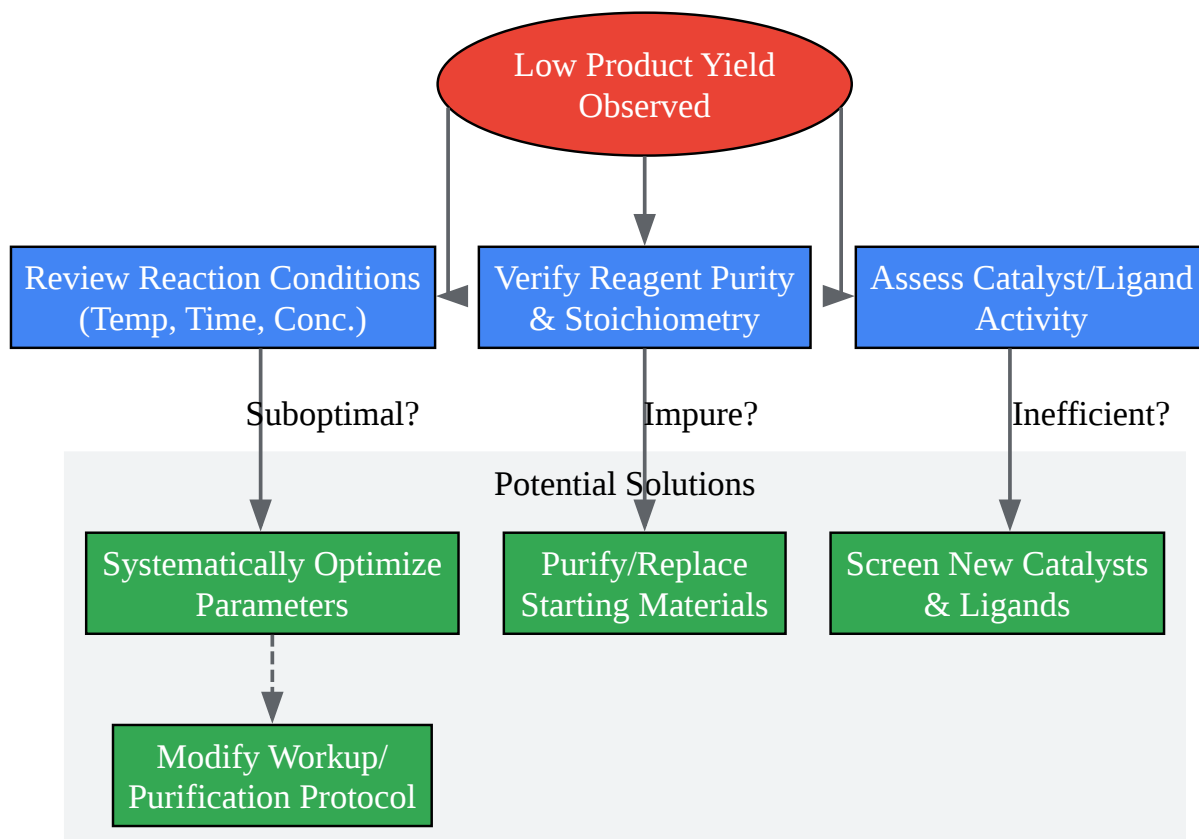 Low Product Yield
Observed
Review Reaction Conditions
(Temp, Time, Conc.)
Verify Reagent Purity
& Stoichiometry
Assess Catalyst/Ligand
Activity
Suboptimal?
Impure?
Inefficient?
Potential Solutions
Systematically Optimize
Parameters
Purify/Replace
Starting Materials
Screen New Catalysts
& Ligands
Modify Workup/
Purification Protocol